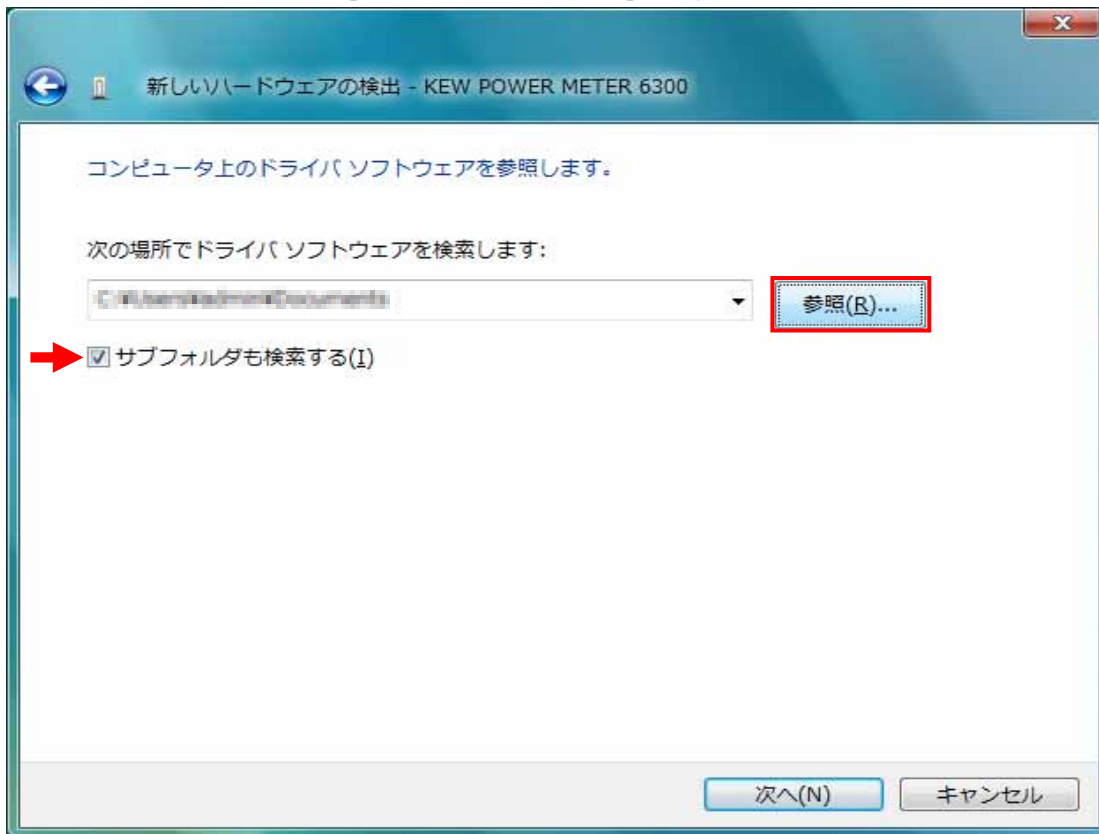 新しいハードウェアの検出 - KEW POWER METER 6300
コンピュータ上のドライバ ソフトウェアを参照します。
次の場所でドライバ ソフトウェアを検索します:
参照(R)...
サブフォルダも検索する(I)
次へ(N)
キャンセル